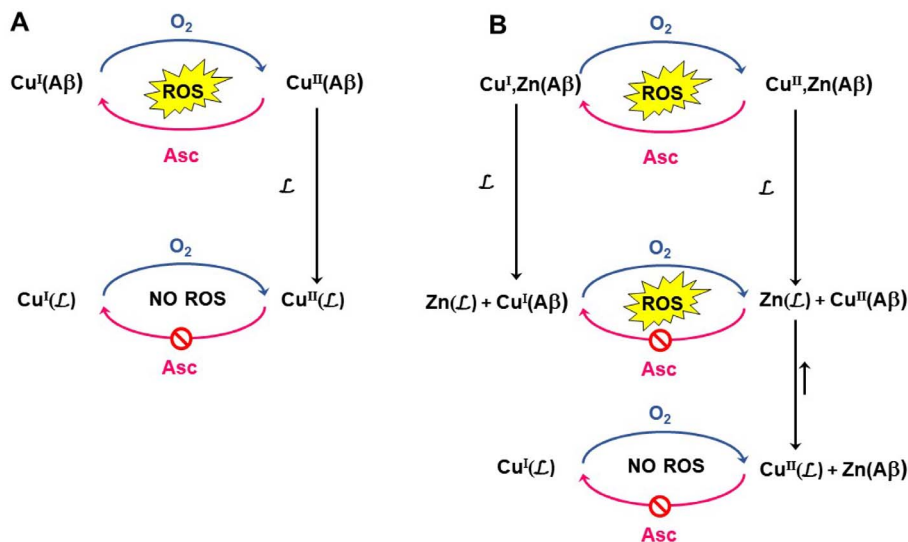 A
O₂
Cuᴵ(Aβ)
ROS
Cuᴵᴵ(Aβ)
Asc
ℒ
O₂
Cuᴵ(ℒ)
NO ROS
Cuᴵᴵ(ℒ)
Asc
B
O₂
Cuᴵ,Zn(Aβ)
ROS
Cuᴵᴵ,Zn(Aβ)
Asc
ℒ
ℒ
O₂
Zn(ℒ) + Cuᴵ(Aβ)
ROS
Zn(ℒ) + Cuᴵᴵ(Aβ)
Asc
O₂
Cuᴵ(ℒ)
NO ROS
Cuᴵᴵ(ℒ) + Zn(Aβ)
Asc